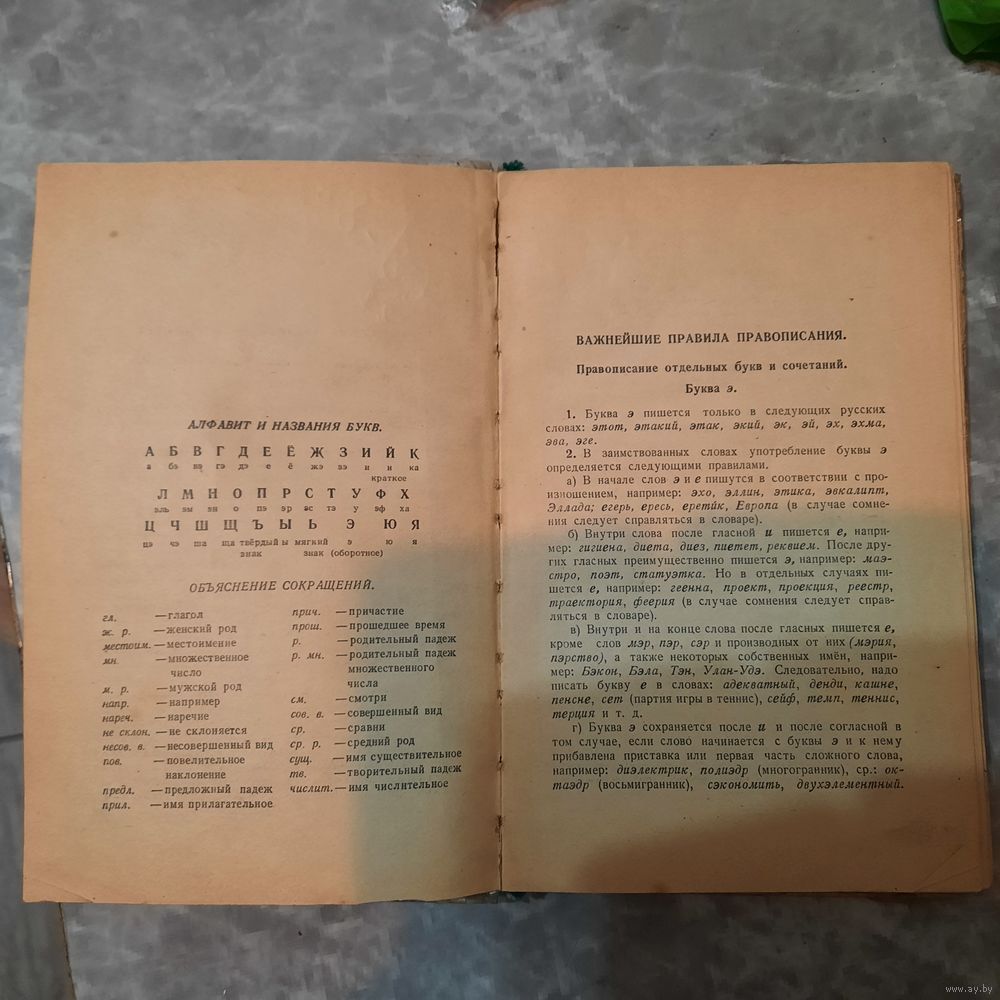 АЛФАВИТ И НАЗВАНИЯ БУКВ.
А Б В Г Д Е Ё Ж З И Й К
а бэ вэ гэ дэ е ё жэ зэ и и ка
краткое
Л М Н О П Р С Т У Ф Х
эль эм эн о пэ эр эс тэ у эф ха
Ц Ч Ш Щ Ъ Ы Ь Э Ю Я
цэ че ша ща твёрдый ы мягкий э ю я
знак знак (оборотное)
ОБЪЯСНЕНИЕ СОКРАЩЕНИЙ.
гл. —глагол
ж. р. —женский род
местоим. —местоимение
мн. —множественное
число
м. р. —мужской род
напр. —например
нареч. —наречие
не склон. —не склоняется
несов. в. —несовершенный вид
пов. —повелительное
наклонение
предл. —предложный падеж
прил. —имя прилагательное
прич. —причастие
прош. —прошедшее время
р. —родительный падеж
р. мн. —родительный падеж
множественного
числа
см. —смотри
сов. в. —совершенный вид
ср. —сравни
ср. р. —средний род
сущ. —имя существительное
тв. —творительный падеж
числит. —имя числительное
ВАЖНЕЙШИЕ ПРАВИЛА ПРАВОПИСАНИЯ.
Правописание отдельных букв и сочетаний.
Буква э.
1. Буква э пишется только в следующих русских
словах: этот, этакий, этак, экий, эк, эй, эх, эхма,
эва, эге.
2. В заимствованных словах употребление буквы э
определяется следующими правилами.
а) В начале слов э и е пишутся в соответствии с про-
изношением, например: эхо, эллин, этика, эвкалипт,
Эллада; егерь, ересь, еретик, Европа (в случае сомне-
ния следует справляться в словаре).
б) Внутри слова после гласной и пишется е, напри-
мер: гигиена, диета, диез, пиетет, реквием. После дру-
гих гласных преимущественно пишется э, например: маэ-
стро, поэт, статуэтка. Но в отдельных случаях пи-
шется е, например: геенна, проект, проекция, реестр,
траектория, феерия (в случае сомнения следует справ-
ляться в словаре).
в) Внутри и на конце слова после гласных пишется е,
кроме слов мэр, пэр, сэр и производных от них (мэрия,
пэрство), а также некоторых собственных имён, напри-
мер: Бэкон, Бэла, Тэн, Улан-Удэ. Следовательно, надо
писать букву е в словах: адекватный, денди, кашне,
пенсне, сет (партия игры в теннис), сейф, темп, теннис,
терция и т. д.
г) Буква э сохраняется после и и после согласной в
том случае, если слово начинается с буквы э и к нему
прибавлена приставка или первая часть сложного слова,
например: диэлектрик, полиэдр (многогранник), ср.: ок-
таэдр (восьмигранник), сэкономить, двухэлементный.
www.ay.by